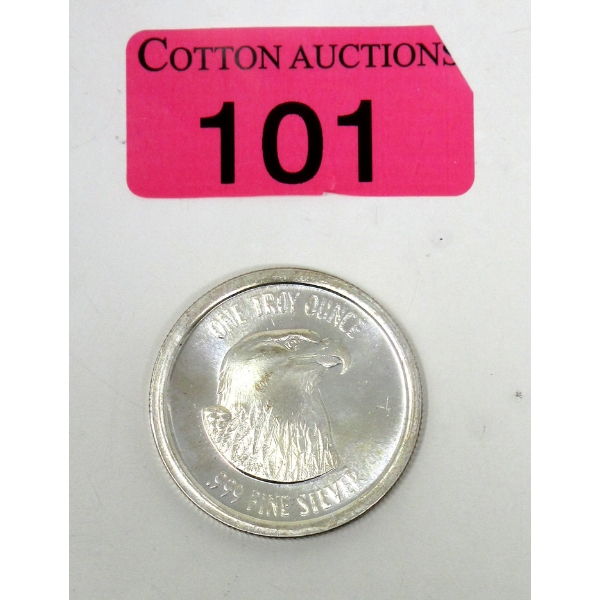 COTTON AUCTIONS
101
ONE TROY OUNCE
.999 FINE SILVER